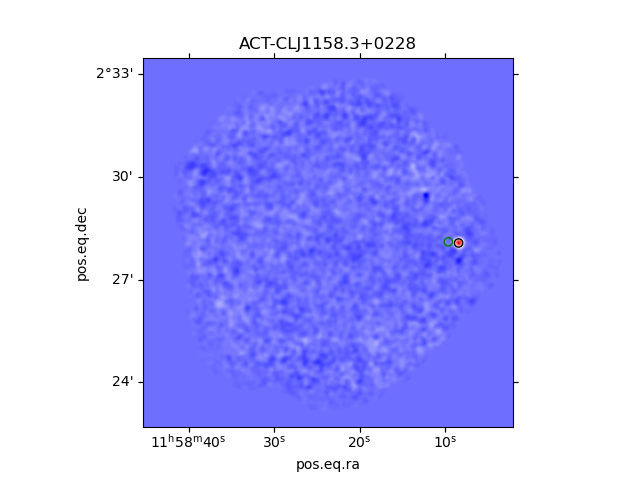 ACT-CLJ1158.3+0228
2°33'
30'
27'
24'
pos.eq.dec
11ʰ58ᵐ40ˢ 30ˢ 20ˢ 10ˢ
pos.eq.ra